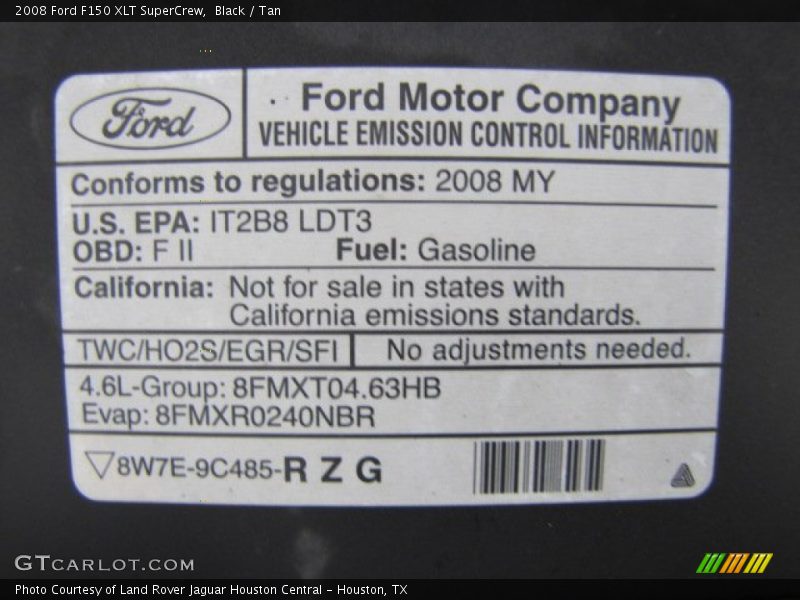 2008 Ford F150 XLT SuperCrew, Black / Tan
Ford
Ford Motor Company
VEHICLE EMISSION CONTROL INFORMATION
Conforms to regulations: 2008 MY
U.S. EPA: IT2B8 LDT3
OBD: F II Fuel: Gasoline
California: Not for sale in states with
California emissions standards.
TWC/HO2S/EGR/SFI No adjustments needed.
4.6L-Group: 8FMXT04.63HB
Evap: 8FMXR0240NBR
8W7E-9C485-R Z G
GTCARLOT.COM
Photo Courtesy of Land Rover Jaguar Houston Central - Houston, TX